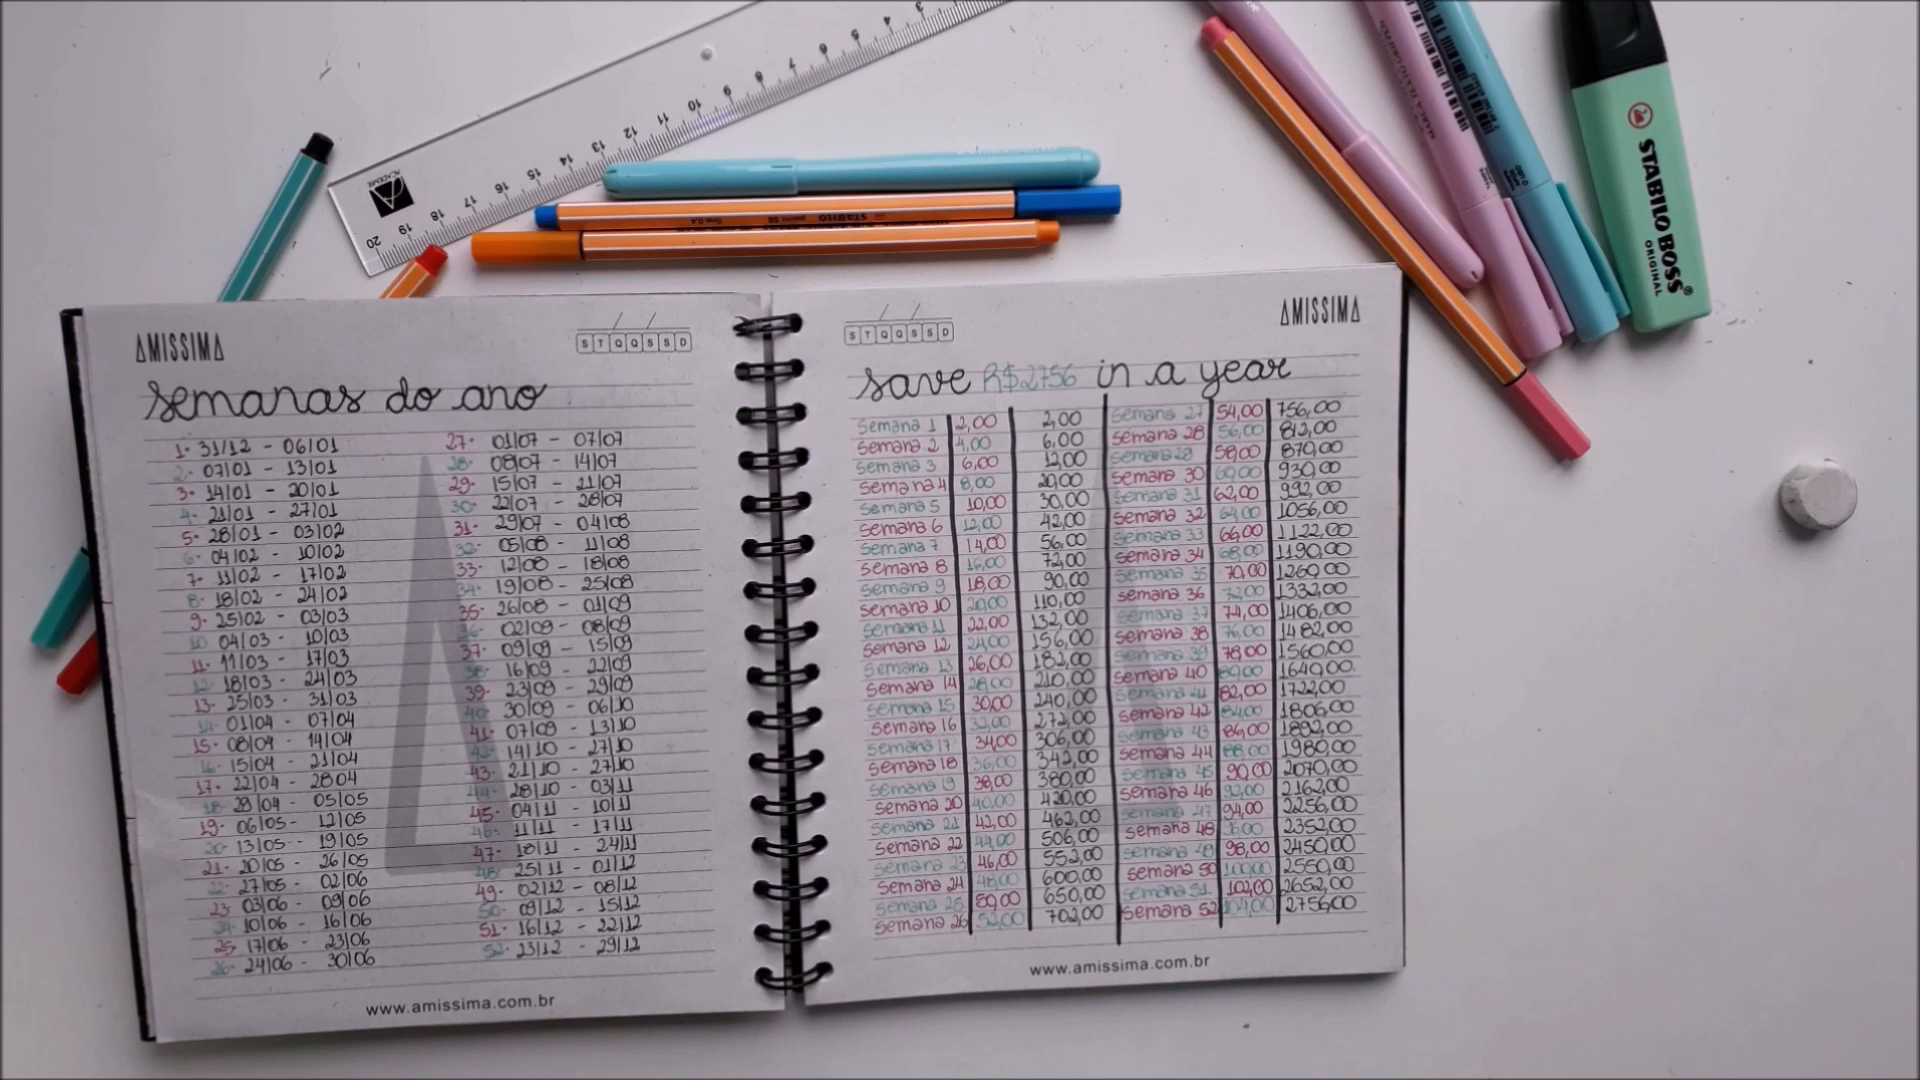 20 19 18 17 16 15 14 13 12 11 10 9 8 7 6 5 4 3
ACADEMIE
STABILO
STABILO BOSS
ORIGINAL
AMISSIMA
S T Q Q S S D
semanas do ano
1· 31/12 - 06/01
2· 07/01 - 13/01
3· 14/01 - 20/01
4· 21/01 - 27/01
5· 28/01 - 03/02
6· 04/02 - 10/02
7· 11/02 - 17/02
8· 18/02 - 24/02
9· 25/02 - 03/03
10 04/03 - 10/03
11· 11/03 - 17/03
12· 18/03 - 24/03
13· 25/03 - 31/03
14· 01/04 - 07/04
15· 08/04 - 14/04
16· 15/04 - 21/04
17· 22/04 - 2804
18· 28/04 - 05/05
19· 06/05 - 12/05
20· 13/05 - 19/05
21· 20/05 - 26/05
22· 27/05 - 02/06
23 03/06 - 09/06
24· 10/06 - 16/06
25· 17/06 - 23/06
26· 24/06 - 30/06
27· 01/07 - 07/07
28· 08/07 - 14/07
29· 15/07 - 21/07
30· 22/07 - 28/07
31· 29/07 - 04/08
32· 05/08 - 11/08
33· 12/08 - 18/08
34· 19/08 - 25/08
35· 26/08 - 01/09
36· 02/09 - 08/09
37· 09/09 - 15/09
38· 16/09 - 22/09
39· 23/09 - 29/09
40· 30/09 - 06/10
41· 07/09 - 13/10
42· 14/10 - 27/10
43· 21/10 - 27/10
44· 28/10 - 03/11
45· 04/11 - 10/11
46· 11/11 - 17/11
47· 18/11 - 24/11
48· 25/11 - 01/12
49· 02/12 - 08/12
50· 09/12 - 15/12
51· 16/12 - 22/12
52· 23/12 - 29/12
www.amissima.com.br
S T Q Q S S D
AMISSIMA
save R$2756 in a year
Semana 1 2,00 2,00
Semana 2 4,00 6,00
Semana 3 6,00 12,00
Semana 4 8,00 20,00
Semana 5 10,00 30,00
Semana 6 12,00 42,00
Semana 7 14,00 56,00
Semana 8 16,00 72,00
Semana 9 18,00 90,00
Semana 10 20,00 110,00
Semana 11 22,00 132,00
Semana 12 24,00 156,00
Semana 13 26,00 182,00
Semana 14 28,00 210,00
Semana 15 30,00 240,00
Semana 16 32,00 272,00
Semana 17 34,00 306,00
Semana 18 36,00 342,00
Semana 19 38,00 380,00
Semana 20 40,00 420,00
Semana 21 42,00 462,00
Semana 22 44,00 506,00
Semana 23 46,00 552,00
Semana 24 48,00 600,00
Semana 25 50,00 650,00
Semana 26 52,00 702,00
Semana 27 54,00 756,00
Semana 28 56,00 812,00
Semana 29 58,00 870,00
Semana 30 60,00 930,00
Semana 31 62,00 992,00
Semana 32 64,00 1056,00
Semana 33 66,00 1122,00
Semana 34 68,00 1190,00
Semana 35 70,00 1260,00
Semana 36 72,00 1332,00
Semana 37 74,00 1406,00
Semana 38 76,00 1482,00
Semana 39 78,00 1560,00
Semana 40 80,00 1640,00
Semana 41 82,00 1722,00
Semana 42 84,00 1806,00
Semana 43 86,00 1892,00
Semana 44 88,00 1980,00
Semana 45 90,00 2070,00
Semana 46 92,00 2162,00
Semana 47 94,00 2256,00
Semana 48 96,00 2352,00
Semana 49 98,00 2450,00
Semana 50 100,00 2550,00
Semana 51 102,00 2652,00
Semana 52 104,00 2756,00
www.amissima.com.br